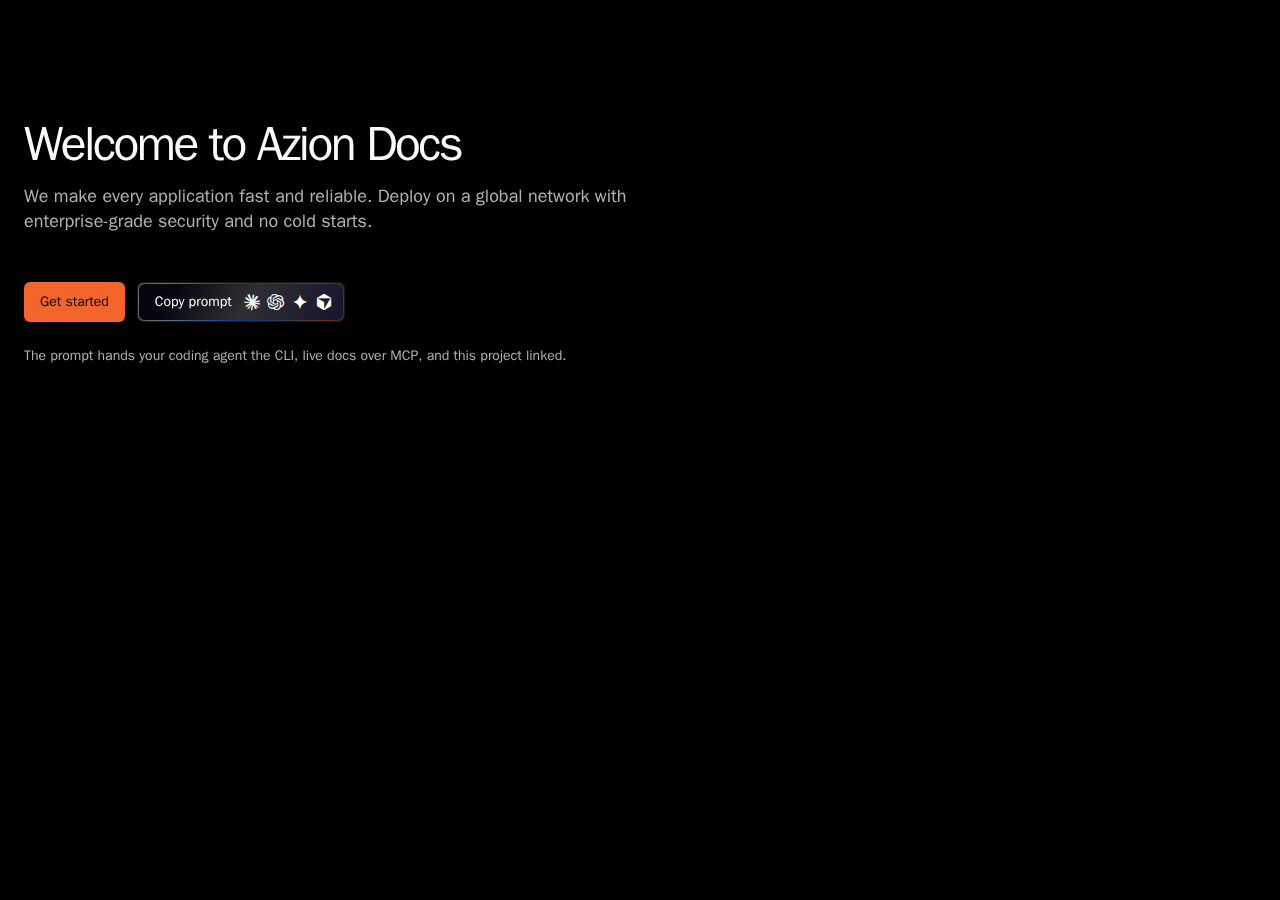 Welcome to Azion Docs
We make every application fast and reliable. Deploy on a global network with
enterprise-grade security and no cold starts.
Get started
Copy prompt
The prompt hands your coding agent the CLI, live docs over MCP, and this project linked.